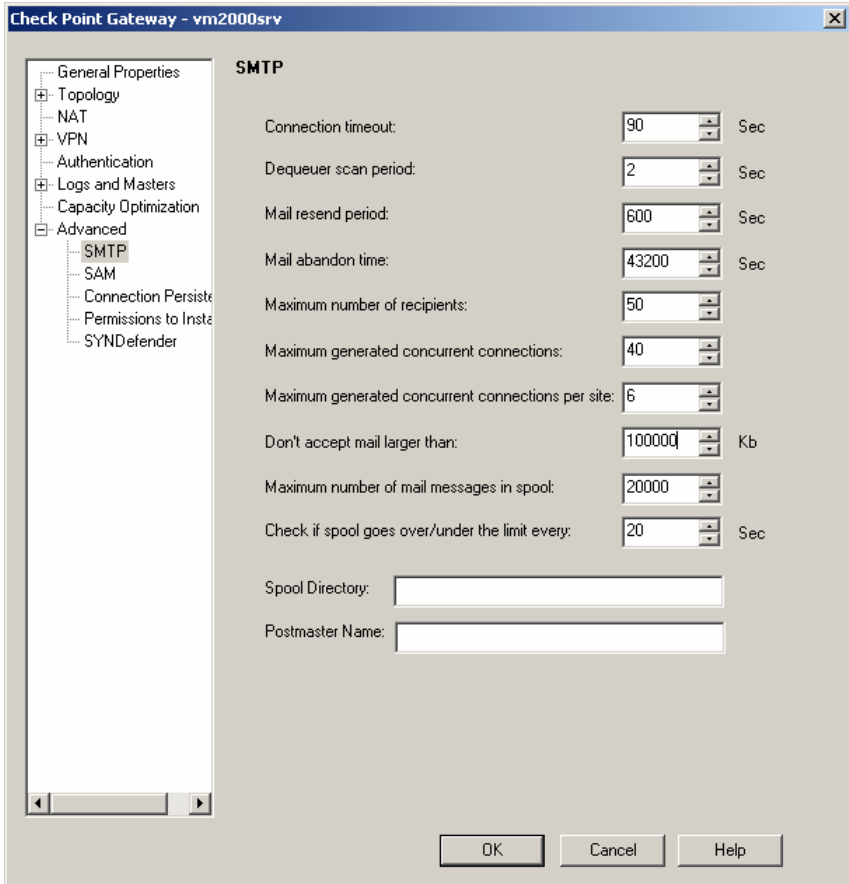 Check Point Gateway - vm2000srv
General Properties
Topology
NAT
VPN
Authentication
Logs and Masters
Capacity Optimization
Advanced
SMTP
SAM
Connection Persiste
Permissions to Insta
SYNDefender
SMTP
Connection timeout: 90 Sec
Dequeuer scan period: 2 Sec
Mail resend period: 600 Sec
Mail abandon time: 43200 Sec
Maximum number of recipients: 50
Maximum generated concurrent connections: 40
Maximum generated concurrent connections per site: 6
Don't accept mail larger than: 100000 Kb
Maximum number of mail messages in spool: 20000
Check if spool goes over/under the limit every: 20 Sec
Spool Directory:
Postmaster Name:
OK Cancel Help